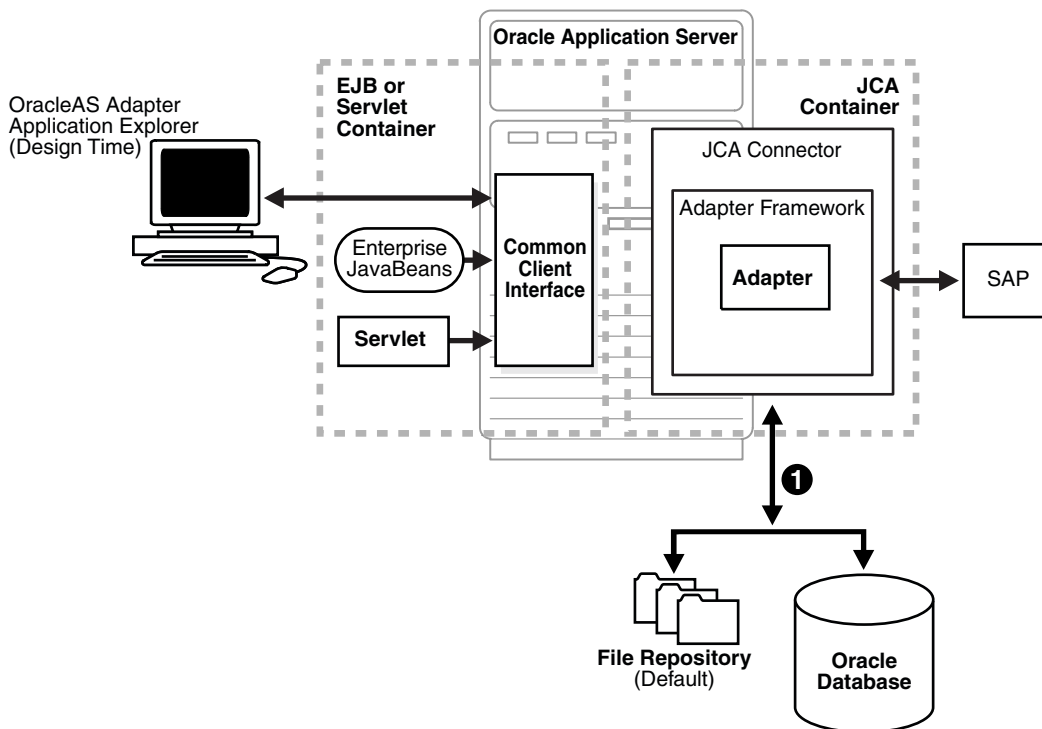 Oracle Application Server
EJB or
Servlet
Container
JCA
Container
OracleAS Adapter
Application Explorer
(Design Time)
JCA Connector
Adapter Framework
Adapter
Enterprise
JavaBeans
Common
Client
Interface
Servlet
SAP
1
File Repository
(Default)
Oracle
Database